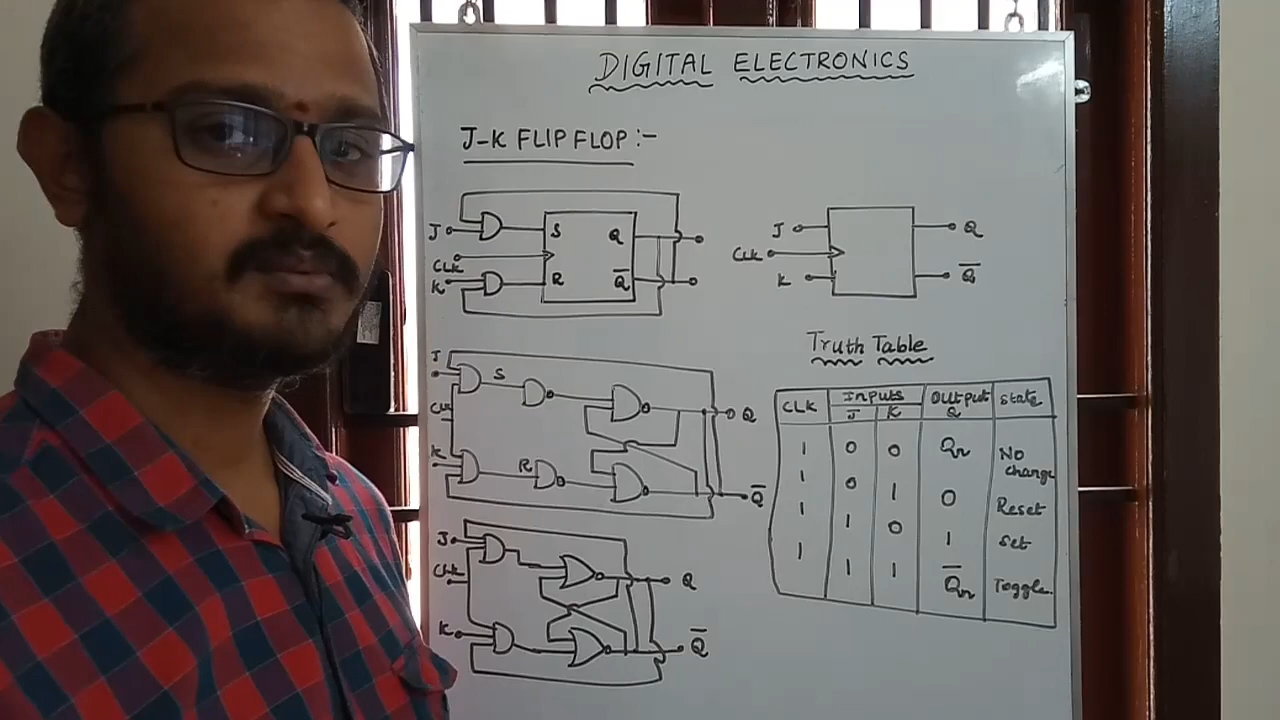 DIGITAL ELECTRONICS
J-K FLIP FLOP :-
J
CLK
K
S
R
Q
Q̅
J
CLK
K
Q
Q̅
J
CLK
K
S
R
Q
Q̅
J
CLK
K
Q
Q̅
Truth Table
CLK Inputs Output State
J K Q
1 0 0 Qn No change
1 0 1 0 Reset
1 1 0 1 Set
1 1 1 Q̅n Toggle